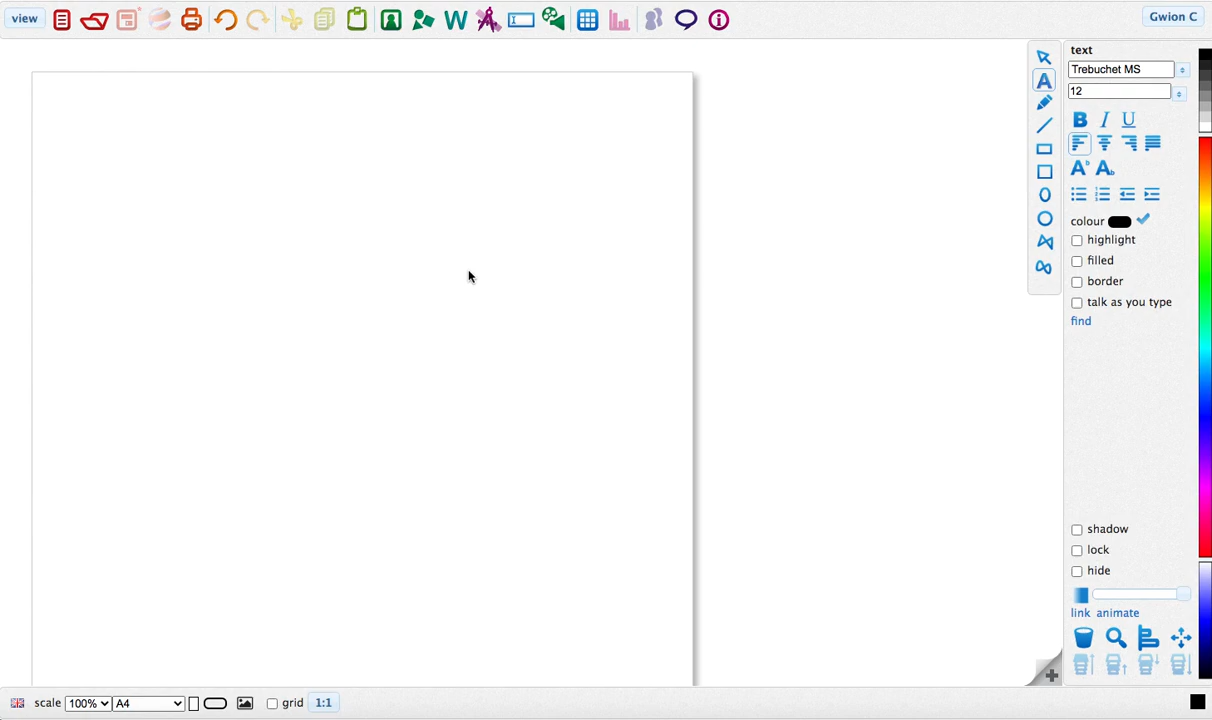 view
Gwion C
text
Trebuchet MS
12
B I U
colour
highlight
filled
border
talk as you type
find
shadow
lock
hide
link animate
scale 100% A4 grid 1:1